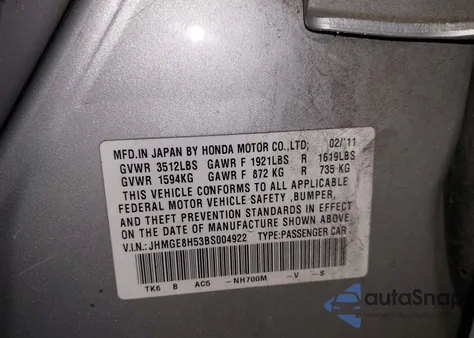 MFD.IN JAPAN BY HONDA MOTOR CO.,LTD; 02/'11
GVWR 3512LBS GAWR F 1921LBS R 1619LBS
GVWR 1594KG GAWR F 872 KG R 735 KG
THIS VEHICLE CONFORMS TO ALL APPLICABLE
FEDERAL MOTOR VEHICLE SAFETY ,BUMPER,
AND THEFT PREVENTION STANDARDS IN EFFECT
ON THE DATE OF MANUFACTURE SHOWN ABOVE.
V.I.N.: JHMGE8H53BS004922 TYPE:PASSENGER CAR
TK6 B AC5 -NH700M -V -S
autoSnap